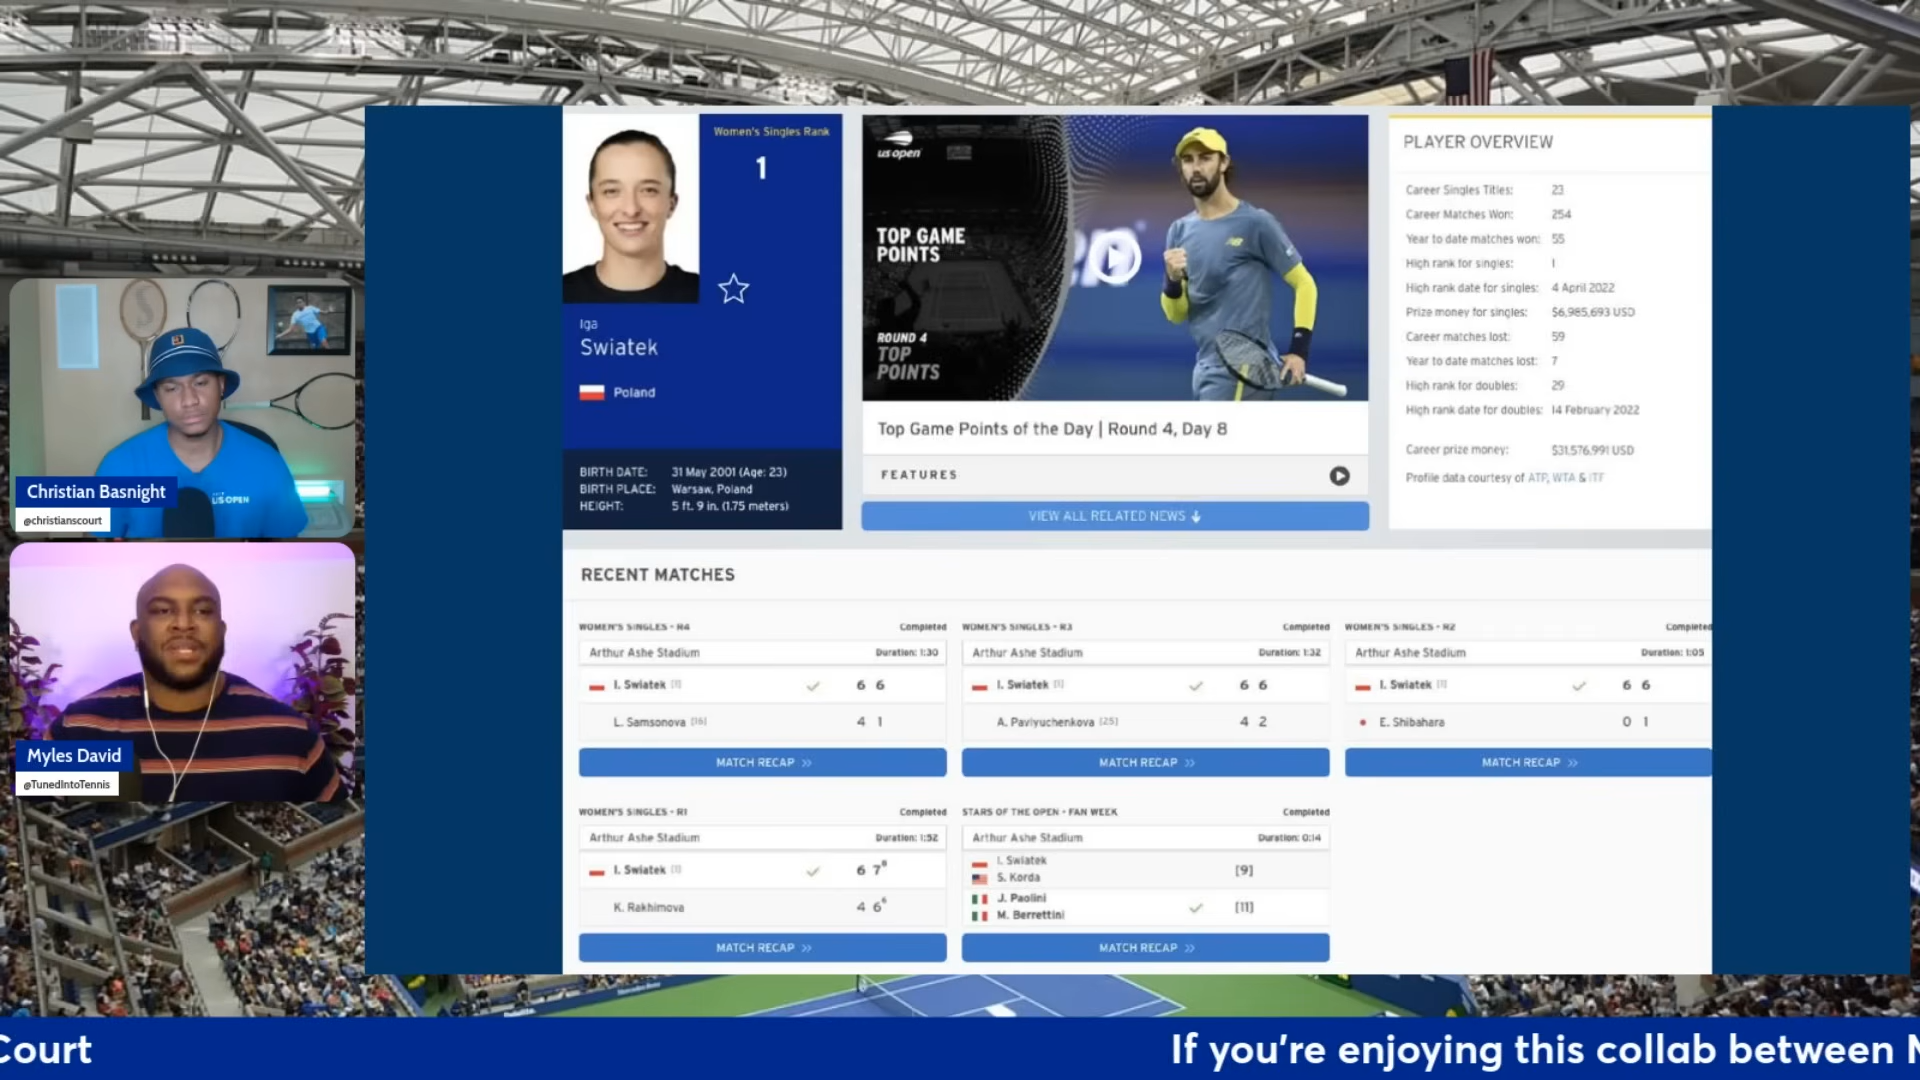 Women's Singles Rank
1
Iga
Swiatek
Poland
BIRTH DATE: 31 May 2001 (Age: 23)
BIRTH PLACE: Warsaw, Poland
HEIGHT: 5 ft. 9 in. (1.75 meters)
us open
TOP GAME
POINTS
ROUND 4
TOP
POINTS
Top Game Points of the Day | Round 4, Day 8
FEATURES
VIEW ALL RELATED NEWS
PLAYER OVERVIEW
Career Singles Titles: 23
Career Matches Won: 254
Year to date matches won: 55
High rank for singles: 1
High rank date for singles: 4 April 2022
Prize money for singles: $6,985,693 USD
Career matches lost: 59
Year to date matches lost: 7
High rank for doubles: 29
High rank date for doubles: 14 February 2022
Career prize money: $31,576,991 USD
Profile data courtesy of ATP, WTA & ITF
US OPEN
Christian Basnight
@christianscourt
Myles David
@TunedIntoTennis
RECENT MATCHES
WOMEN'S SINGLES - R4 Completed
Arthur Ashe Stadium Duration: 1:30
I. Swiatek [1] 6 6
L. Samsonova [16] 4 1
MATCH RECAP
WOMEN'S SINGLES - R3 Completed
Arthur Ashe Stadium Duration: 1:32
I. Swiatek [1] 6 6
A. Pavlyuchenkova [25] 4 2
MATCH RECAP
WOMEN'S SINGLES - R2 Completed
Arthur Ashe Stadium Duration: 1:05
I. Swiatek [1] 6 6
E. Shibahara 0 1
MATCH RECAP
WOMEN'S SINGLES - R1 Completed
Arthur Ashe Stadium Duration: 1:52
I. Swiatek [1] 6 7 8
K. Rakhimova 4 6 6
MATCH RECAP
STARS OF THE OPEN - FAN WEEK Completed
Arthur Ashe Stadium Duration: 0:14
I. Swiatek
S. Korda [9]
J. Paolini
M. Berrettini [11]
MATCH RECAP
Court If you're enjoying this collab between